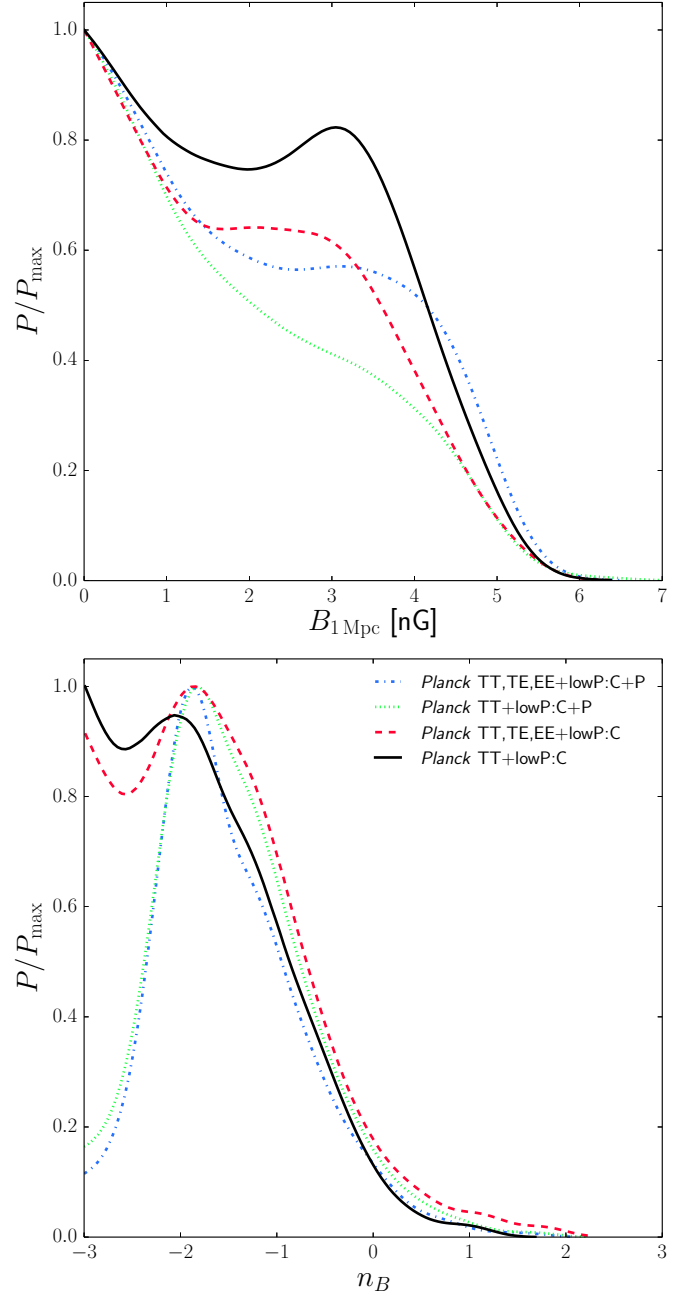 P/P_max
1.0
0.8
0.6
0.4
0.2
0.0
0 1 2 3 4 5 6 7
B_1 Mpc [nG]
P/P_max
1.0
0.8
0.6
0.4
0.2
0.0
Planck TT,TE,EE+lowP:C+P
Planck TT+lowP:C+P
Planck TT,TE,EE+lowP:C
Planck TT+lowP:C
−3 −2 −1 0 1 2 3
n_B